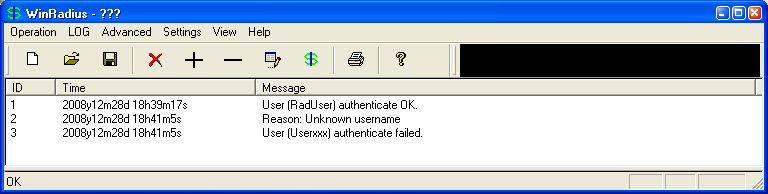 WinRadius - ???
Operation LOG Advanced Settings View Help
ID Time Message
1 2008y12m28d 18h39m17s User (RadUser) authenticate OK.
2 2008y12m28d 18h41m5s Reason: Unknown username
3 2008y12m28d 18h41m5s User (Userxxx) authenticate failed.
OK